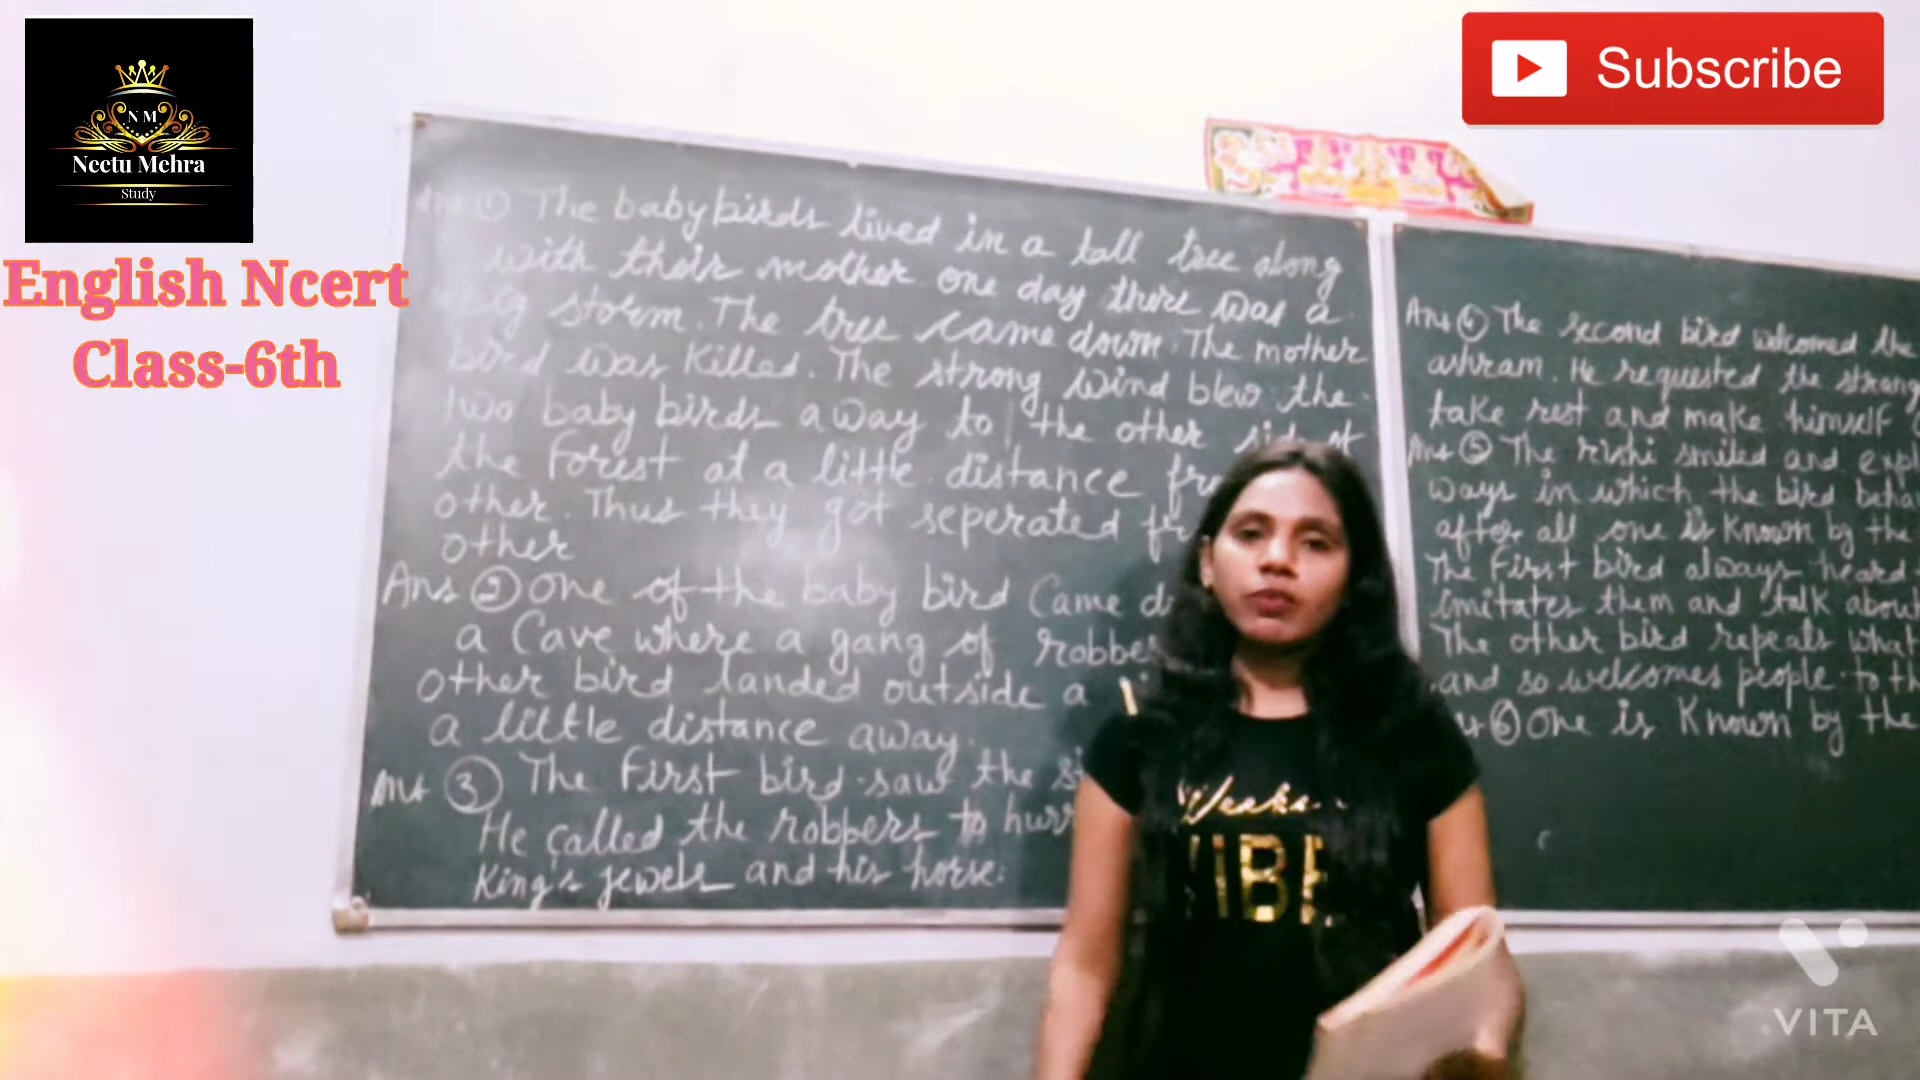 N M
Neetu Mehra
Study
English Ncert
Class-6th
Subscribe
Ans ① The baby birds lived in a tall tree along
with their mother one day there was a
big storm. The tree came down. The mother
bird was killed. The strong wind blew the
two baby birds away to the other side of
the forest at a little distance
other. Thus they got seperated
other
Ans ② One of the baby bird came
a Cave where a gang of
other bird landed outside a
a little distance away.
Ans ③ The first bird saw the
He called the robbers to
King's jewels and his horse.
Ans ④ The second bird welcomed the
ashram. He requested the
take rest and make himself
Ans ⑤ The rishi smiled and
ways in which the bird
after all one is known by the
The first bird always heard
imitates them and talk
The other bird repeats what
and so welcomes people to
⑥ One is Known by the
VIBE
VITA